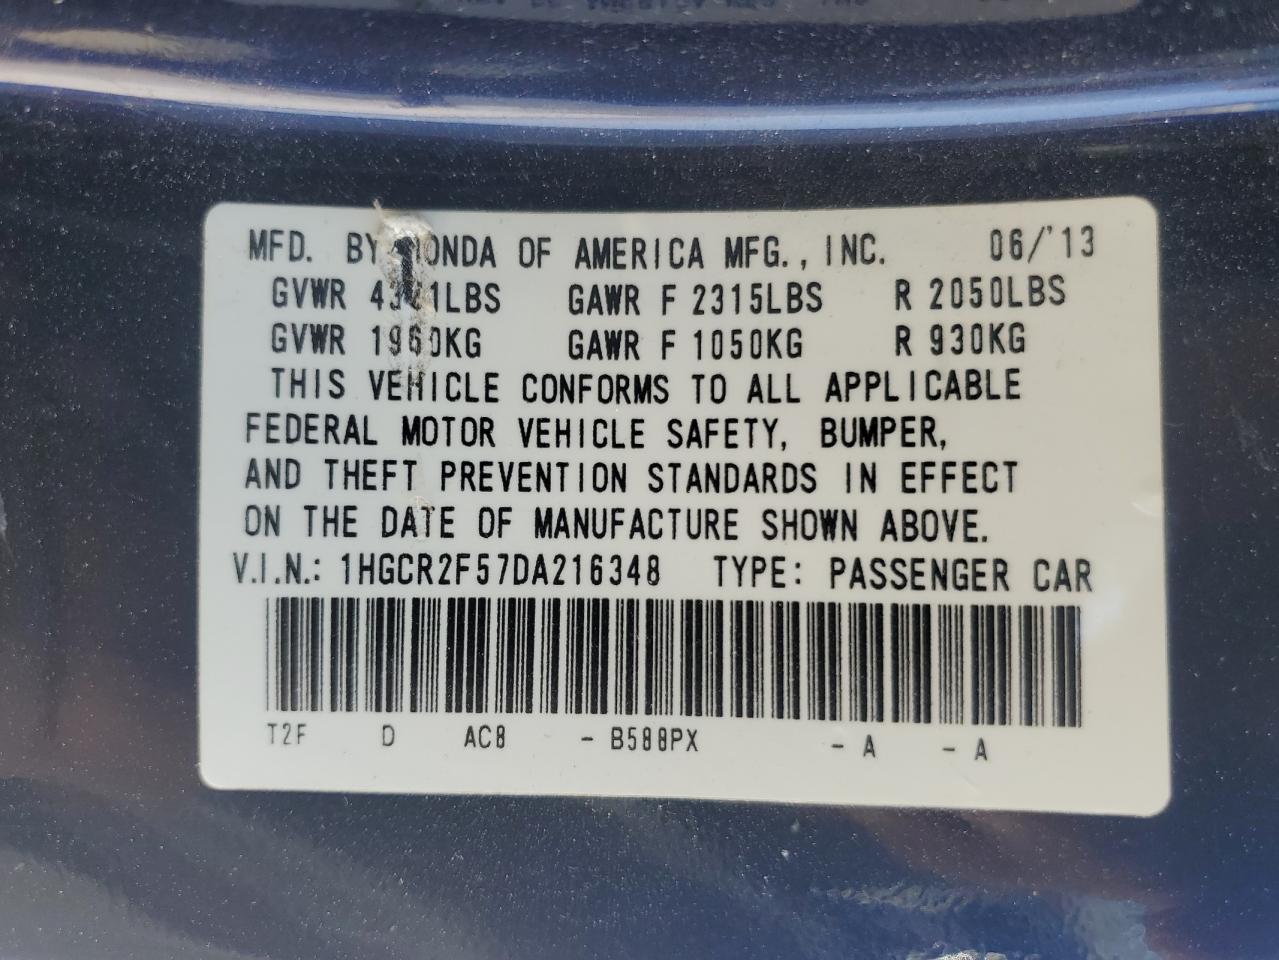 MFD. BY HONDA OF AMERICA MFG., INC. 06/'13
GVWR LBS GAWR F 2315LBS R 2050LBS
GVWR 1960KG GAWR F 1050KG R 930KG
THIS VEHICLE CONFORMS TO ALL APPLICABLE
FEDERAL MOTOR VEHICLE SAFETY, BUMPER,
AND THEFT PREVENTION STANDARDS IN EFFECT
ON THE DATE OF MANUFACTURE SHOWN ABOVE.
V.I.N.: 1HGCR2F57DA216348 TYPE: PASSENGER CAR
T2F D AC8 - B588PX - A - A